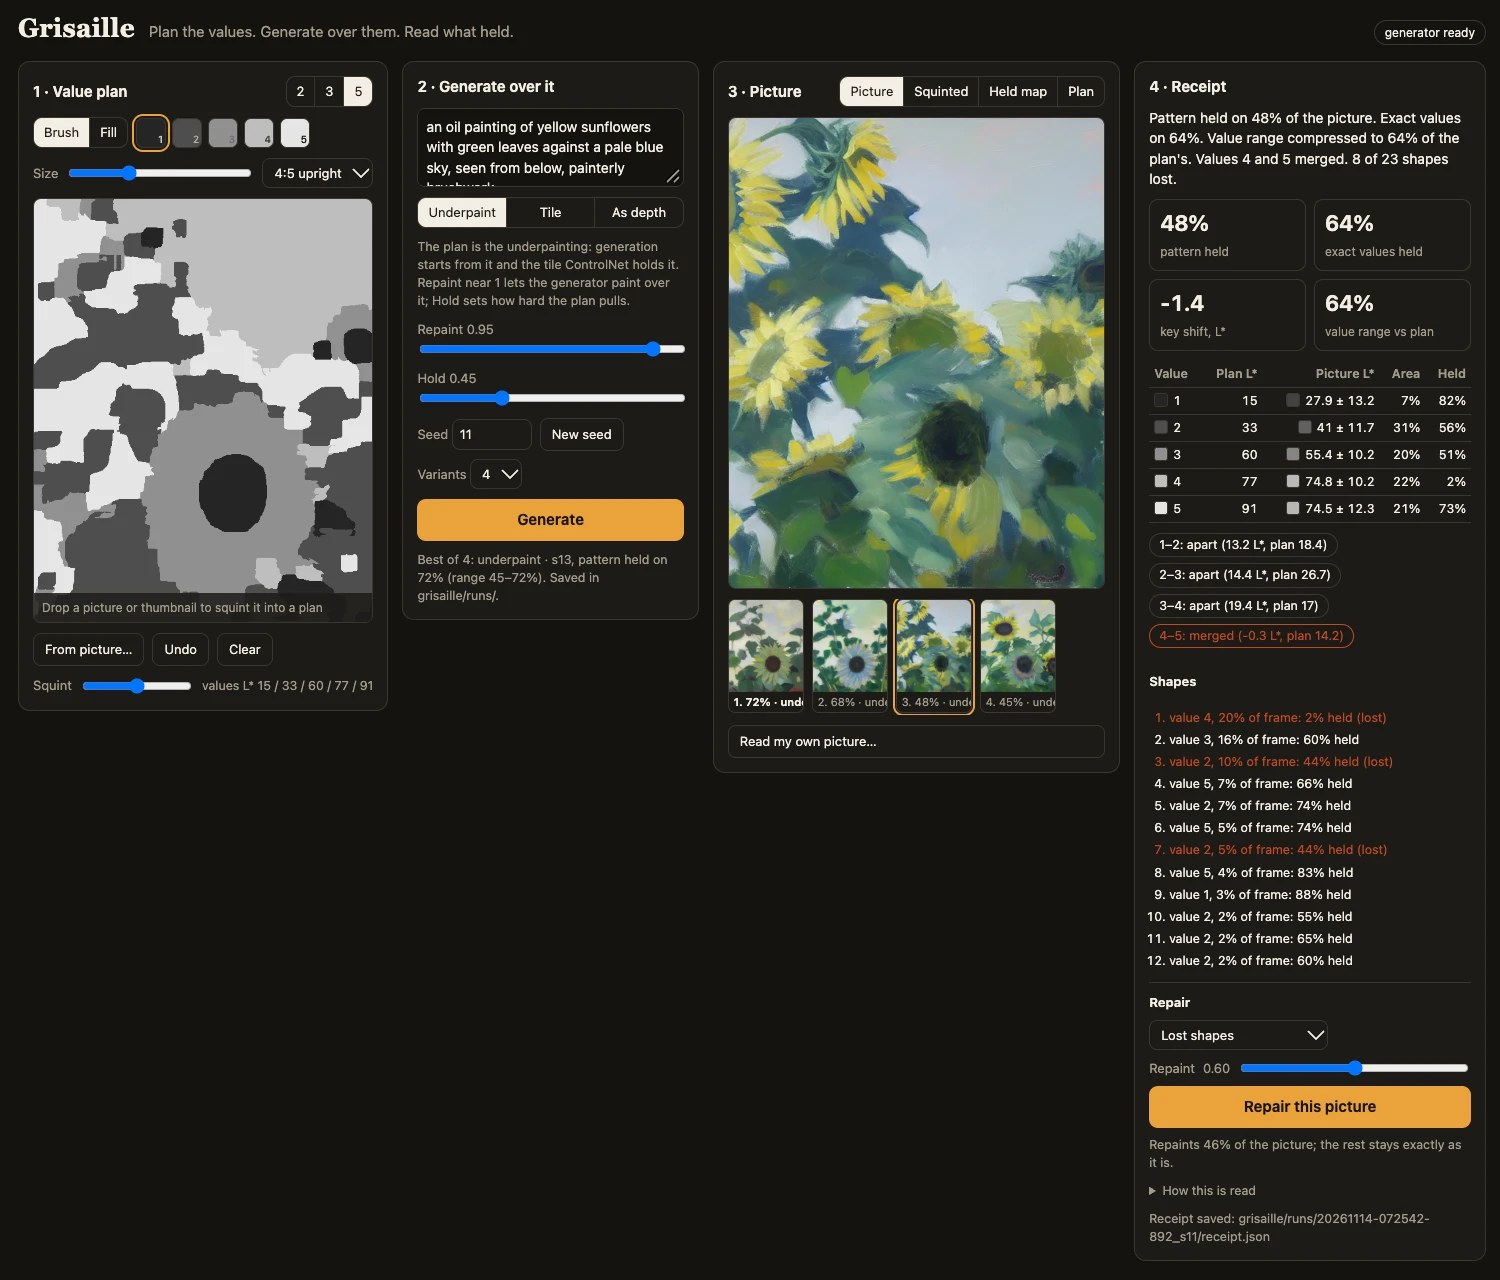 Grisaille
Plan the values. Generate over them. Read what held.
generator ready
1 · Value plan
2 3 5
Brush Fill 1 2 3 4 5
Size 4:5 upright
Drop a picture or thumbnail to squint it into a plan
From picture... Undo Clear
Squint values L* 15 / 33 / 60 / 77 / 91
2 · Generate over it
an oil painting of yellow sunflowers
with green leaves against a pale blue
sky, seen from below, painterly
Underpaint Tile As depth
The plan is the underpainting: generation
starts from it and the tile ControlNet holds it.
Repaint near 1 lets the generator paint over
it; Hold sets how hard the plan pulls.
Repaint 0.95
Hold 0.45
Seed 11 New seed
Variants 4
Generate
Best of 4: underpaint · s13, pattern held on
72% (range 45–72%). Saved in
grisaille/runs/.
3 · Picture
Picture Squinted Held map Plan
1. 72% · unde
2. 68% · unde
3. 48% · unde
4. 45% · unde
Read my own picture...
4 · Receipt
Pattern held on 48% of the picture. Exact values
on 64%. Value range compressed to 64% of the
plan's. Values 4 and 5 merged. 8 of 23 shapes
lost.
48%
pattern held
64%
exact values held
-1.4
key shift, L*
64%
value range vs plan
Value Plan L* Picture L* Area Held
1 15 27.9 ± 13.2 7% 82%
2 33 41 ± 11.7 31% 56%
3 60 55.4 ± 10.2 20% 51%
4 77 74.8 ± 10.2 22% 2%
5 91 74.5 ± 12.3 21% 73%
1–2: apart (13.2 L*, plan 18.4)
2–3: apart (14.4 L*, plan 26.7)
3–4: apart (19.4 L*, plan 17)
4–5: merged (-0.3 L*, plan 14.2)
Shapes
1. value 4, 20% of frame: 2% held (lost)
2. value 3, 16% of frame: 60% held
3. value 2, 10% of frame: 44% held (lost)
4. value 5, 7% of frame: 66% held
5. value 2, 7% of frame: 74% held
6. value 5, 5% of frame: 74% held
7. value 2, 5% of frame: 44% held (lost)
8. value 5, 4% of frame: 83% held
9. value 1, 3% of frame: 88% held
10. value 2, 2% of frame: 55% held
11. value 2, 2% of frame: 65% held
12. value 2, 2% of frame: 60% held
Repair
Lost shapes
Repaint 0.60
Repair this picture
Repaints 46% of the picture; the rest stays exactly as
it is.
How this is read
Receipt saved: grisaille/runs/20261114-072542-
892_s11/receipt.json